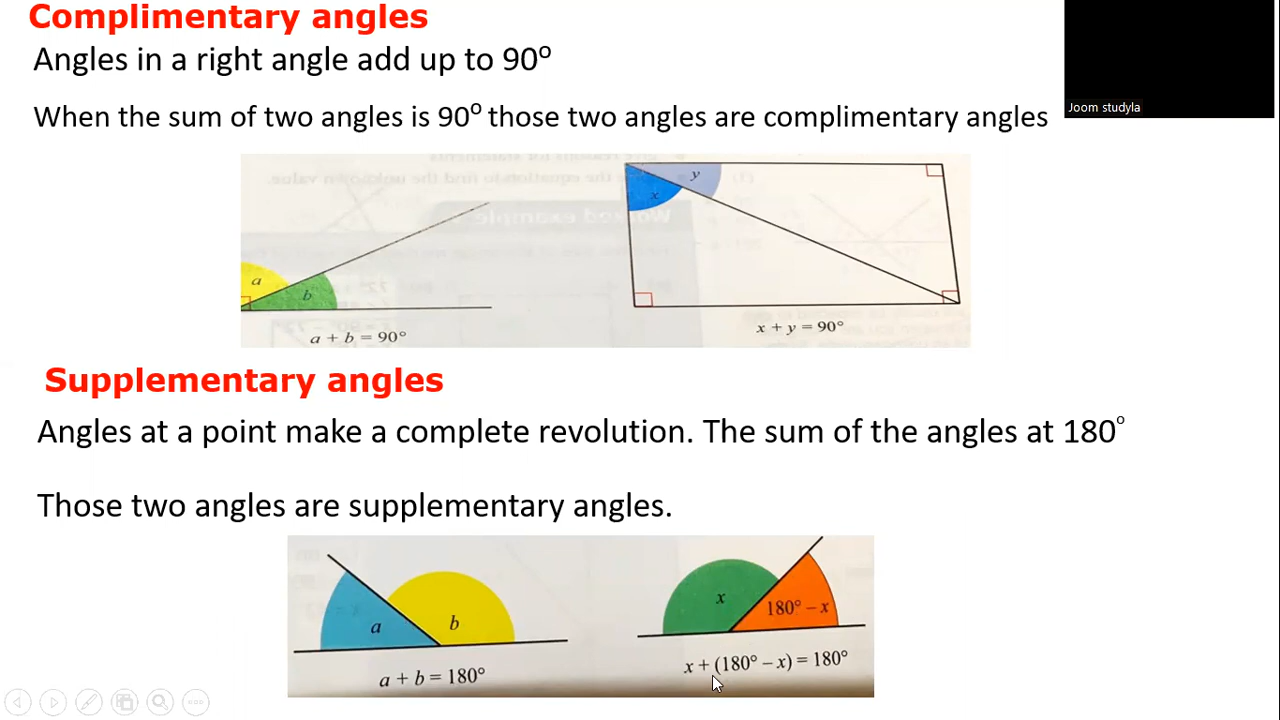 Complimentary angles
Joom studyla
Angles in a right angle add up to 90⁰
When the sum of two angles is 90⁰ those two angles are complimentary angles
a
b
a + b = 90°
x
y
x + y = 90°
Supplementary angles
Angles at a point make a complete revolution. The sum of the angles at 180°
Those two angles are supplementary angles.
a
b
a + b = 180°
x
180° – x
x + (180° – x) = 180°